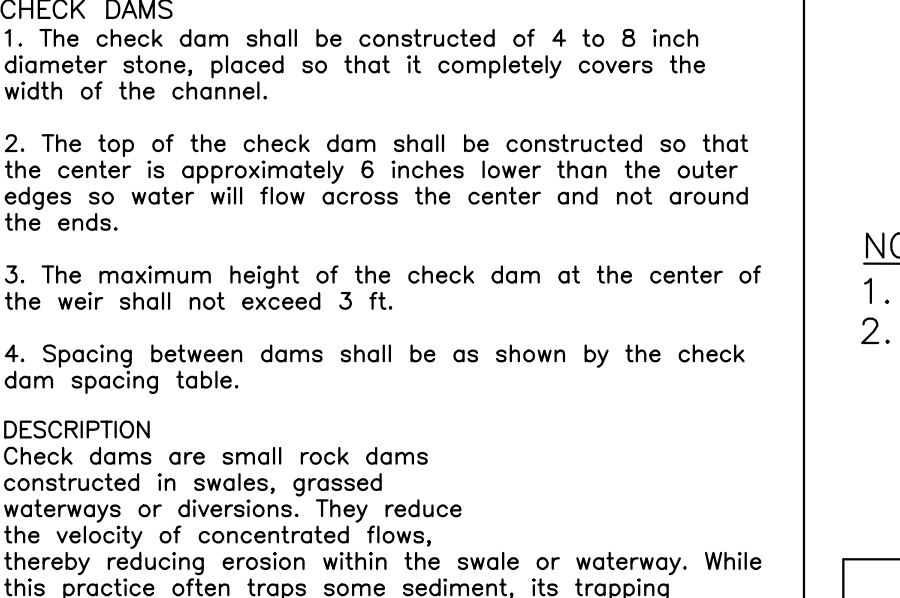 CHECK DAMS
1. The check dam shall be constructed of 4 to 8 inch
diameter stone, placed so that it completely covers the
width of the channel.
2. The top of the check dam shall be constructed so that
the center is approximately 6 inches lower than the outer
edges so water will flow across the center and not around
the ends.
3. The maximum height of the check dam at the center of
the weir shall not exceed 3 ft.
4. Spacing between dams shall be as shown by the check
dam spacing table.
DESCRIPTION
Check dams are small rock dams
constructed in swales, grassed
waterways or diversions. They reduce
the velocity of concentrated flows,
thereby reducing erosion within the swale or waterway. While
this practice often traps some sediment, its trapping
1.
2.